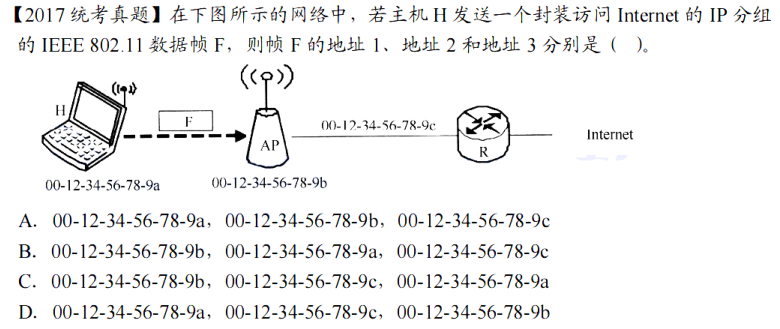 【2017 统考真题】在下图所示的网络中，若主机 H 发送一个封装访问 Internet 的 IP 分组
的 IEEE 802.11 数据帧 F，则帧 F 的地址 1、地址 2 和地址 3 分别是（　）。
H
F
AP
00-12-34-56-78-9c
R
Internet
00-12-34-56-78-9a
00-12-34-56-78-9b
A. 00-12-34-56-78-9a，00-12-34-56-78-9b，00-12-34-56-78-9c
B. 00-12-34-56-78-9b，00-12-34-56-78-9a，00-12-34-56-78-9c
C. 00-12-34-56-78-9b，00-12-34-56-78-9c，00-12-34-56-78-9a
D. 00-12-34-56-78-9a，00-12-34-56-78-9c，00-12-34-56-78-9b